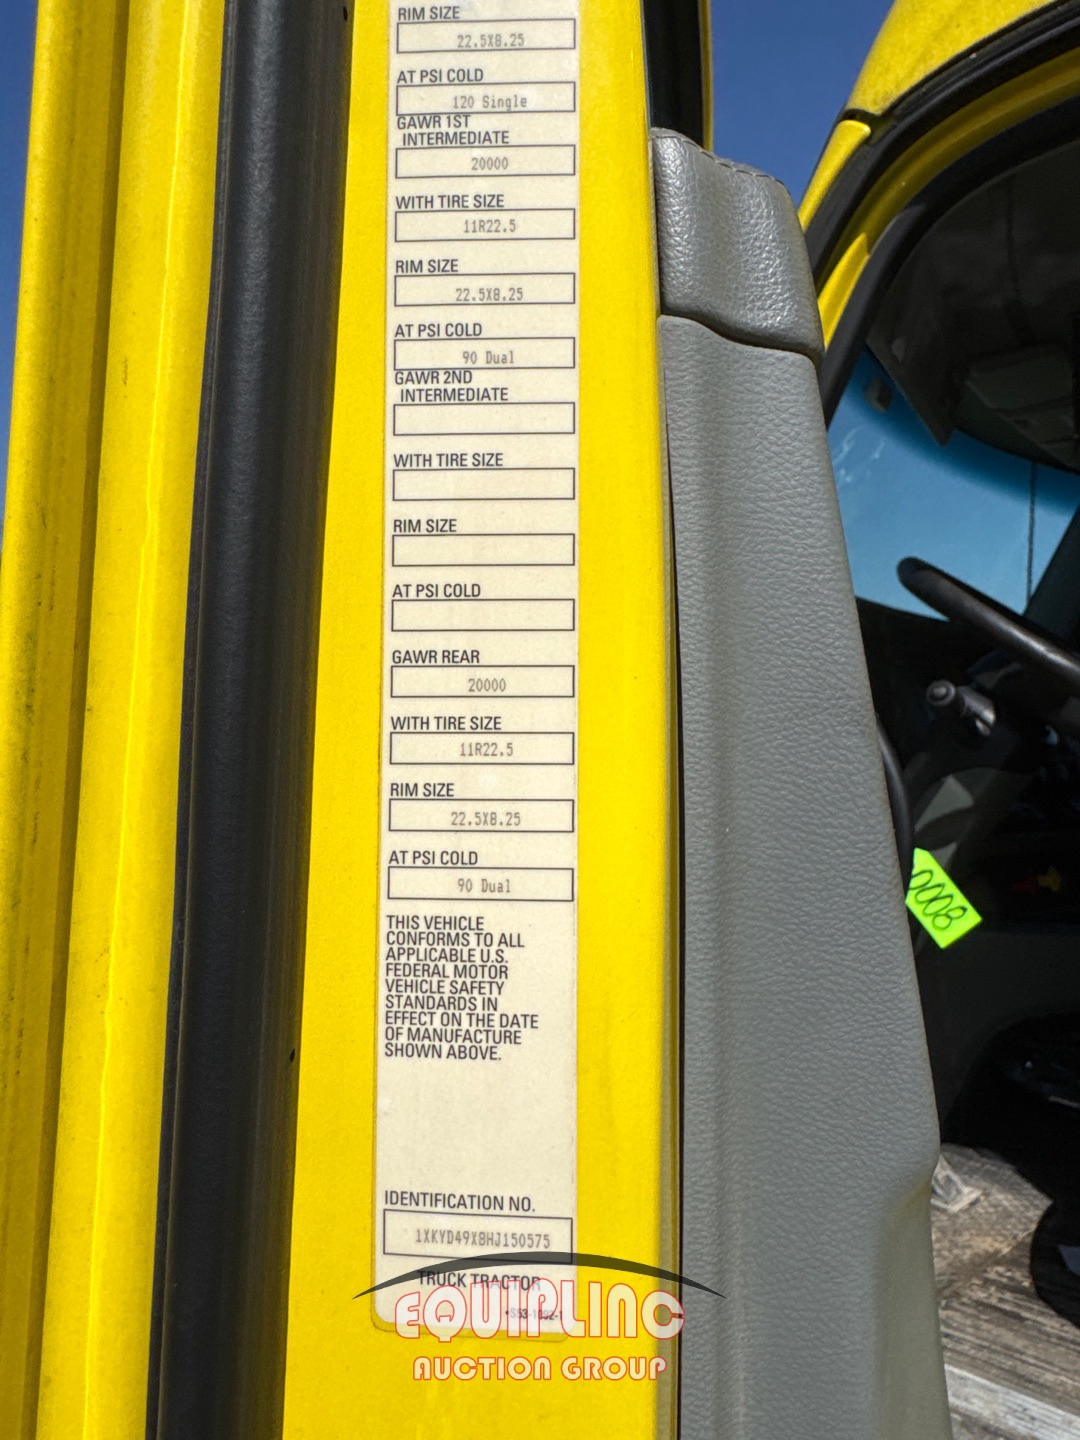 RIM SIZE
22.5X8.25
AT PSI COLD
120 Single
GAWR 1ST
INTERMEDIATE
20000
WITH TIRE SIZE
11R22.5
RIM SIZE
22.5X8.25
AT PSI COLD
90 Dual
GAWR 2ND
INTERMEDIATE
WITH TIRE SIZE
RIM SIZE
AT PSI COLD
GAWR REAR
20000
WITH TIRE SIZE
11R22.5
RIM SIZE
22.5X8.25
AT PSI COLD
90 Dual
THIS VEHICLE
CONFORMS TO ALL
APPLICABLE U.S.
FEDERAL MOTOR
VEHICLE SAFETY
STANDARDS IN
EFFECT ON THE DATE
OF MANUFACTURE
SHOWN ABOVE.
IDENTIFICATION NO.
1XKYD49X8HJ150575
TRUCK TRACTOR
EQUIPLINC
AUCTION GROUP